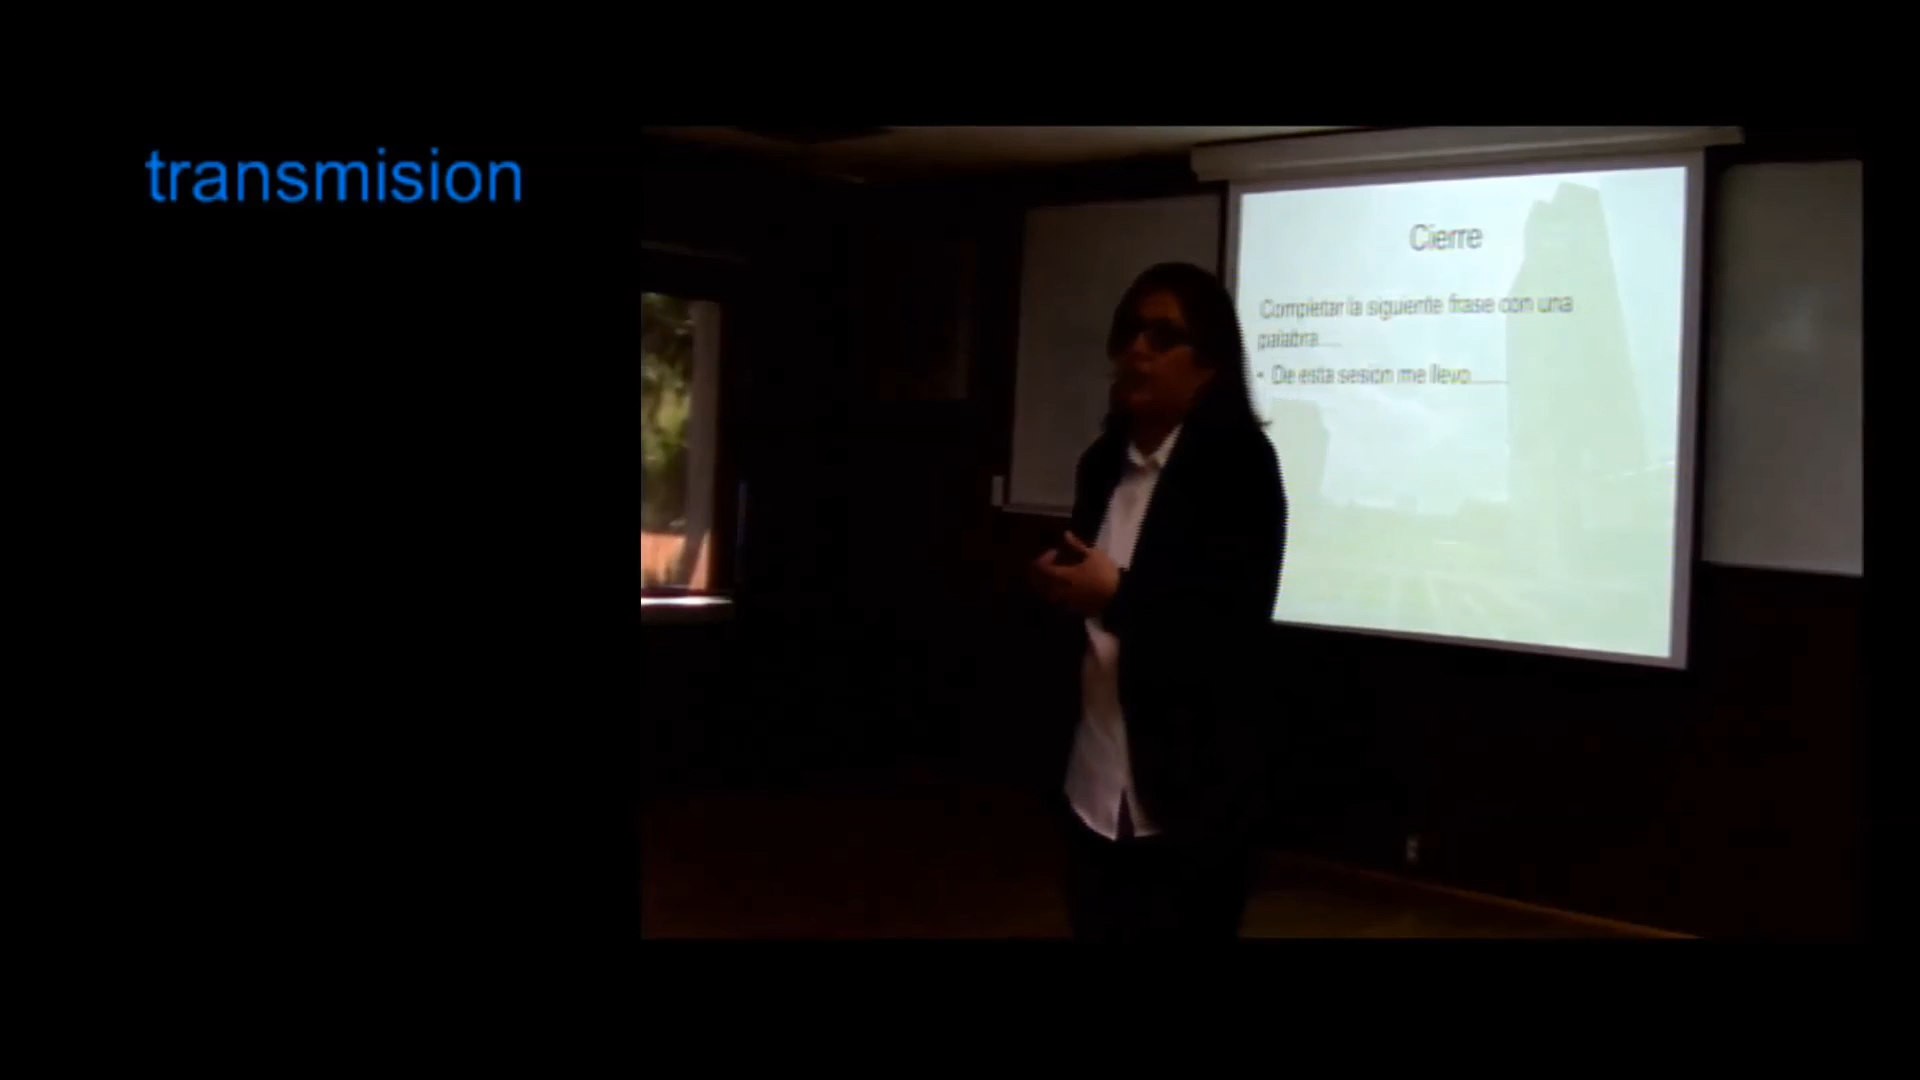 transmision
Cierre
Completar la siguiente frase con una
palabra.....
• De esta sesion me llevo........